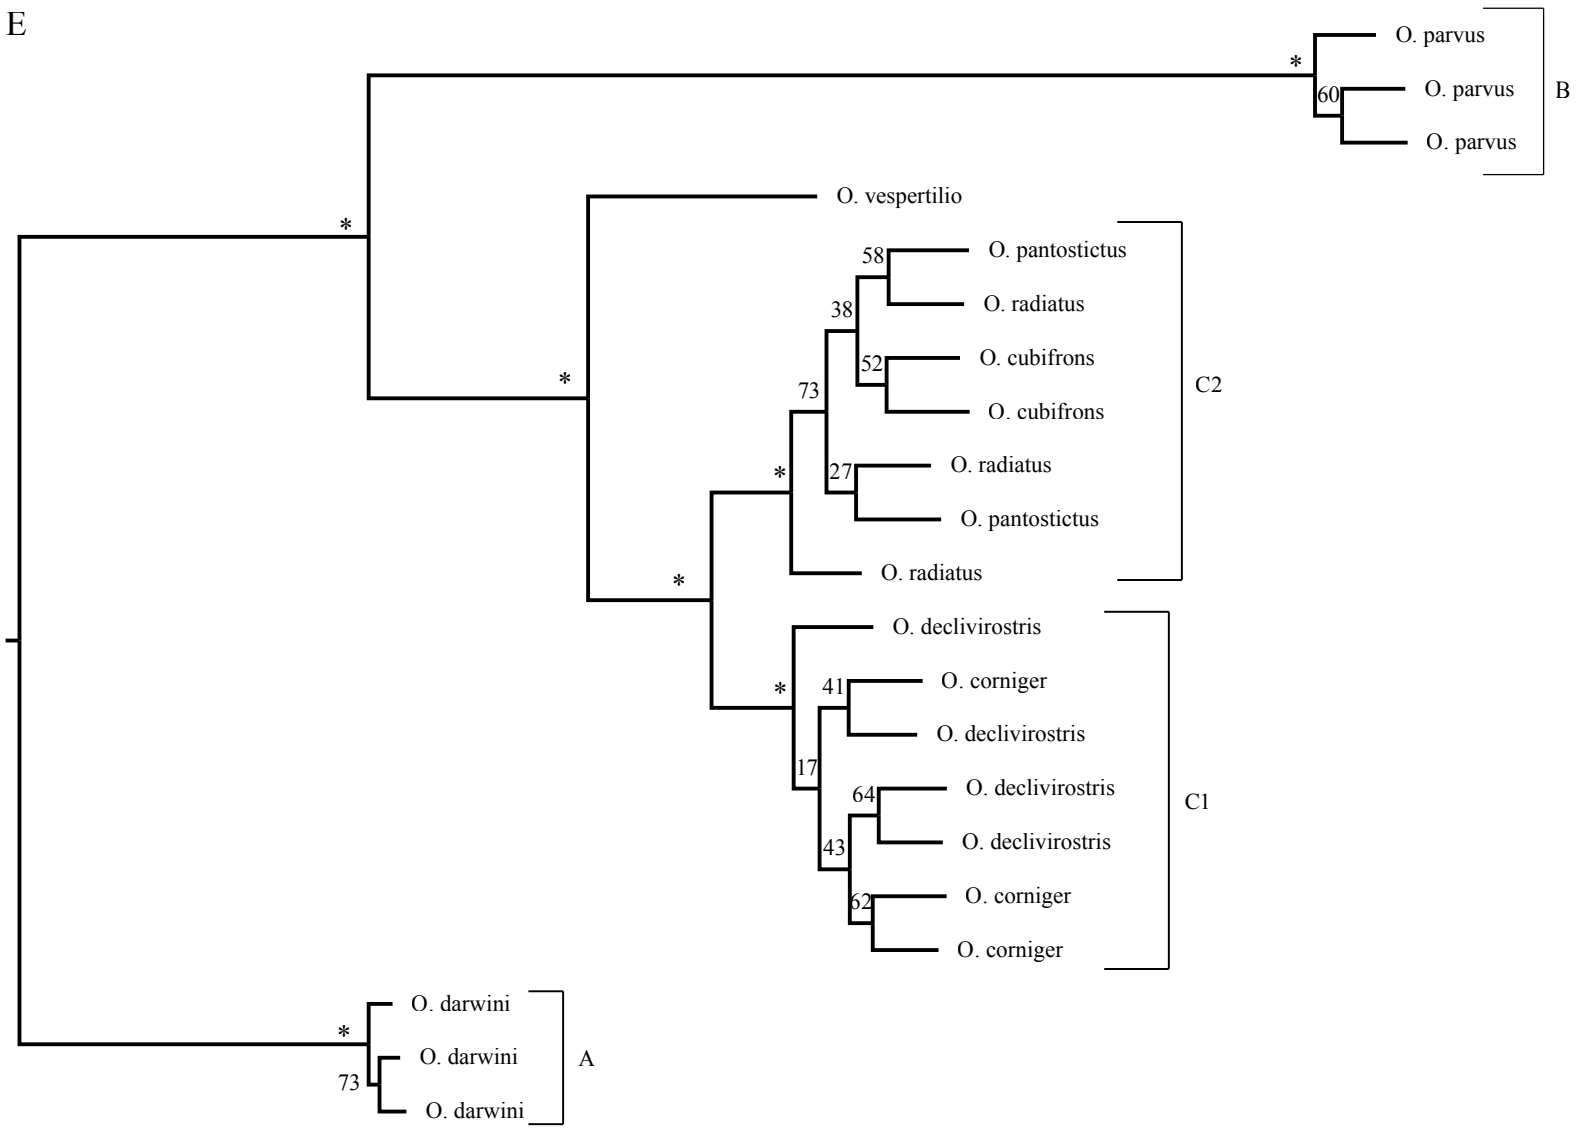 E
O. parvus
*
O. parvus
60
B
O. parvus
O. vespertilio
*
O. pantostictus
58
O. radiatus
38
O. cubifrons
52
*
C2
73
O. cubifrons
O. radiatus
*
27
O. pantostictus
O. radiatus
*
O. declivirostris
O. corniger
41
*
O. declivirostris
17
O. declivirostris
64
C1
O. declivirostris
43
O. corniger
62
O. corniger
O. darwini
*
O. darwini
A
73
O. darwini